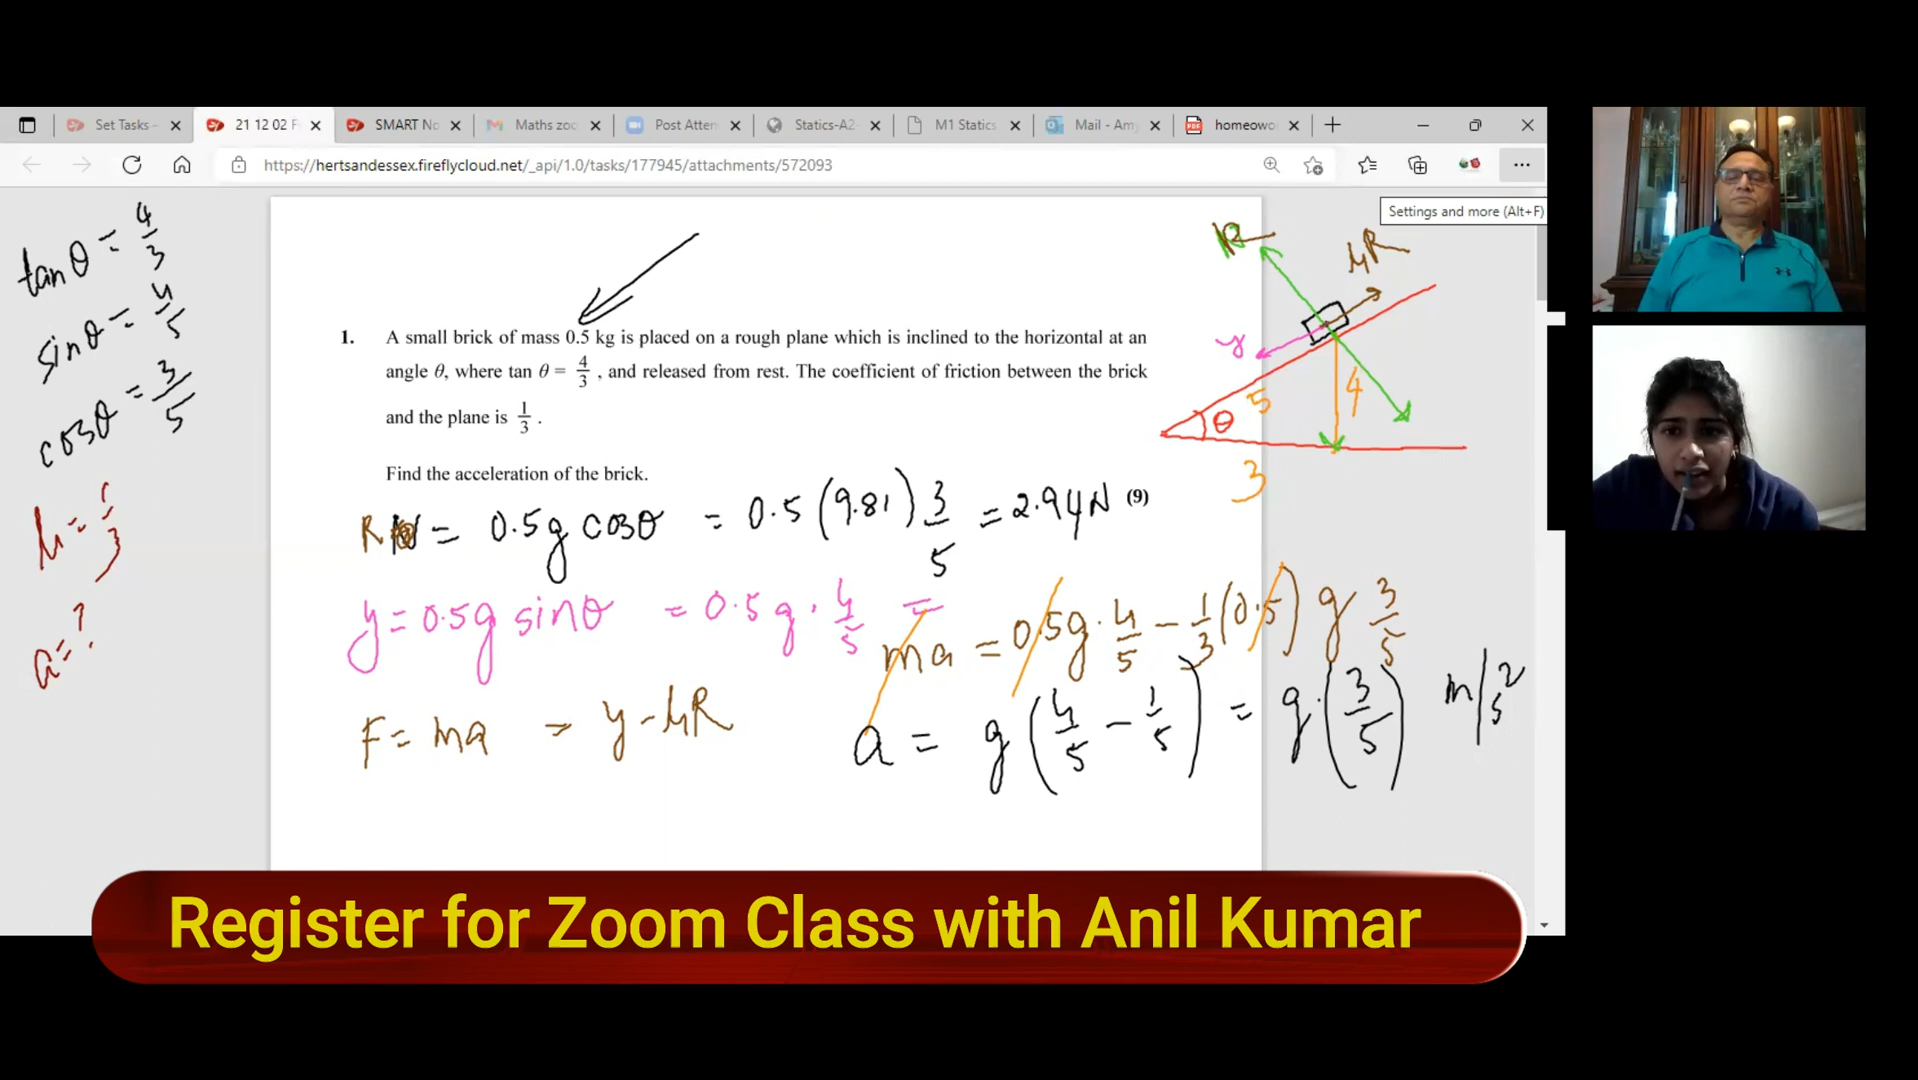 Set Tasks -
21 12 02 F
SMART No
Maths zoo
Post Atten
Statics-A2-
M1 Statics
Mail - Am
homeowo
https://hertsandessex.fireflycloud.net/_api/1.0/tasks/177945/attachments/572093
Settings and more (Alt+F)
tanθ = 4/3
sinθ = 4/5
cosθ = 3/5
μ = 1/3
a = ?
R
μR
y
5
4
θ
3
1. A small brick of mass 0.5 kg is placed on a rough plane which is inclined to the horizontal at an
angle θ, where tan θ = 4/3 , and released from rest. The coefficient of friction between the brick
and the plane is 1/3 .
Find the acceleration of the brick.
(9)
R = 0.5g cosθ = 0.5 (9.81) 3/5 = 2.94N
y = 0.5g sinθ = 0.5g · 4/5
ma = 0.5g · 4/5 - 1/3 (0.5) g 3/5
F = ma = y - μR
a = g (4/5 - 1/5) = g · (3/5) m/s²
Register for Zoom Class with Anil Kumar